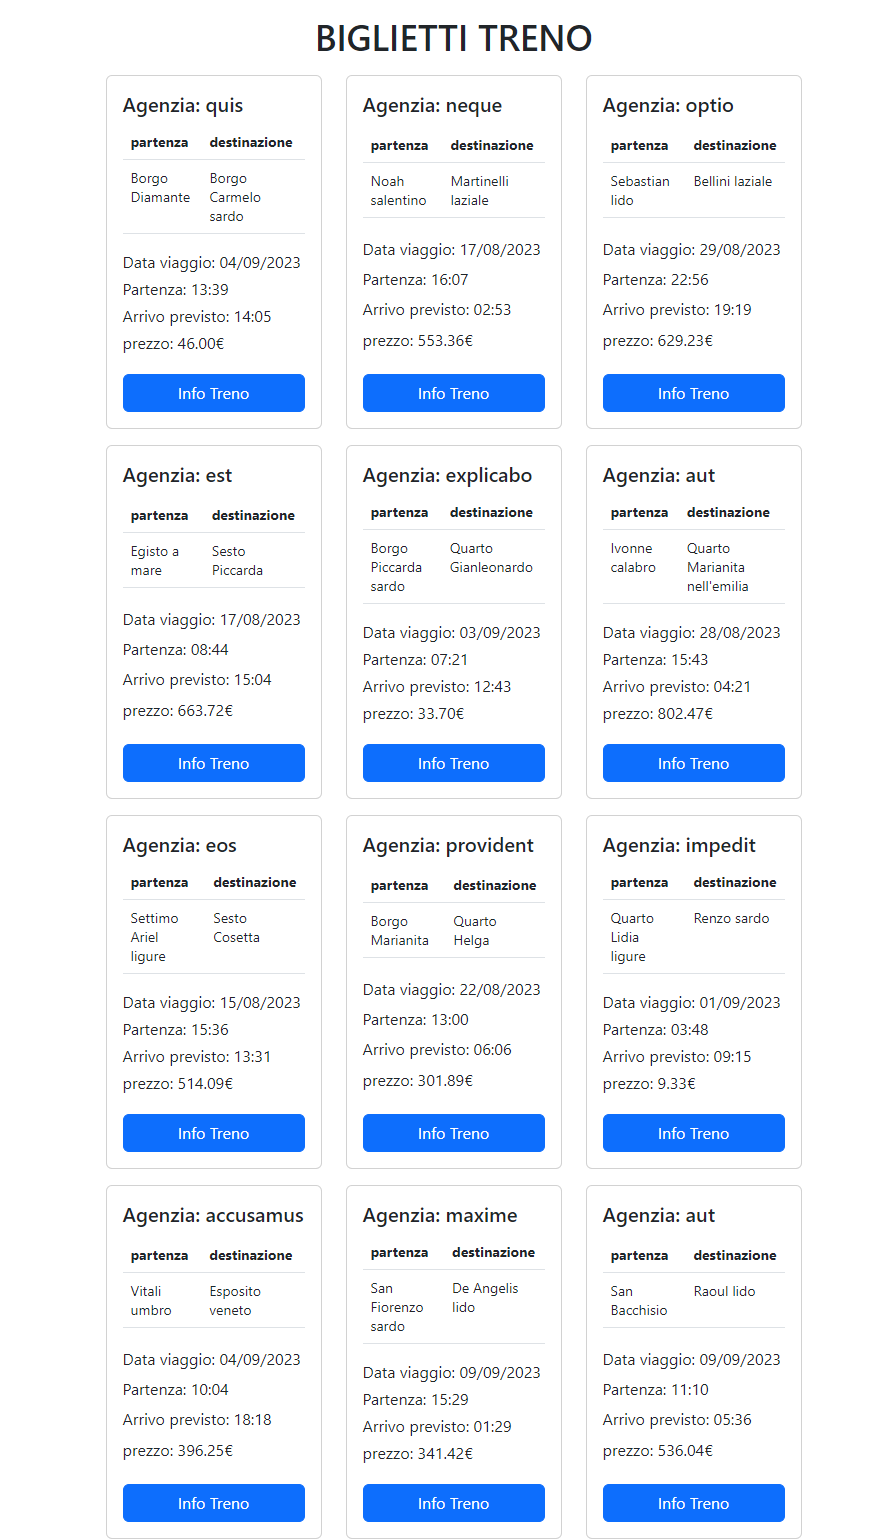 BIGLIETTI TRENO
Agenzia: quis
partenza destinazione
Borgo Borgo
Diamante Carmelo
sardo
Data viaggio: 04/09/2023
Partenza: 13:39
Arrivo previsto: 14:05
prezzo: 46.00€
Info Treno
Agenzia: neque
partenza destinazione
Noah Martinelli
salentino laziale
Data viaggio: 17/08/2023
Partenza: 16:07
Arrivo previsto: 02:53
prezzo: 553.36€
Info Treno
Agenzia: optio
partenza destinazione
Sebastian Bellini laziale
lido
Data viaggio: 29/08/2023
Partenza: 22:56
Arrivo previsto: 19:19
prezzo: 629.23€
Info Treno
Agenzia: est
partenza destinazione
Egisto a Sesto
mare Piccarda
Data viaggio: 17/08/2023
Partenza: 08:44
Arrivo previsto: 15:04
prezzo: 663.72€
Info Treno
Agenzia: explicabo
partenza destinazione
Borgo Quarto
Piccarda Gianleonardo
sardo
Data viaggio: 03/09/2023
Partenza: 07:21
Arrivo previsto: 12:43
prezzo: 33.70€
Info Treno
Agenzia: aut
partenza destinazione
Ivonne Quarto
calabro Marianita
nell'emilia
Data viaggio: 28/08/2023
Partenza: 15:43
Arrivo previsto: 04:21
prezzo: 802.47€
Info Treno
Agenzia: eos
partenza destinazione
Settimo Sesto
Ariel Cosetta
ligure
Data viaggio: 15/08/2023
Partenza: 15:36
Arrivo previsto: 13:31
prezzo: 514.09€
Info Treno
Agenzia: provident
partenza destinazione
Borgo Quarto
Marianita Helga
Data viaggio: 22/08/2023
Partenza: 13:00
Arrivo previsto: 06:06
prezzo: 301.89€
Info Treno
Agenzia: impedit
partenza destinazione
Quarto Renzo sardo
Lidia
ligure
Data viaggio: 01/09/2023
Partenza: 03:48
Arrivo previsto: 09:15
prezzo: 9.33€
Info Treno
Agenzia: accusamus
partenza destinazione
Vitali Esposito
umbro veneto
Data viaggio: 04/09/2023
Partenza: 10:04
Arrivo previsto: 18:18
prezzo: 396.25€
Info Treno
Agenzia: maxime
partenza destinazione
San De Angelis
Fiorenzo lido
sardo
Data viaggio: 09/09/2023
Partenza: 15:29
Arrivo previsto: 01:29
prezzo: 341.42€
Info Treno
Agenzia: aut
partenza destinazione
San Raoul lido
Bacchisio
Data viaggio: 09/09/2023
Partenza: 11:10
Arrivo previsto: 05:36
prezzo: 536.04€
Info Treno